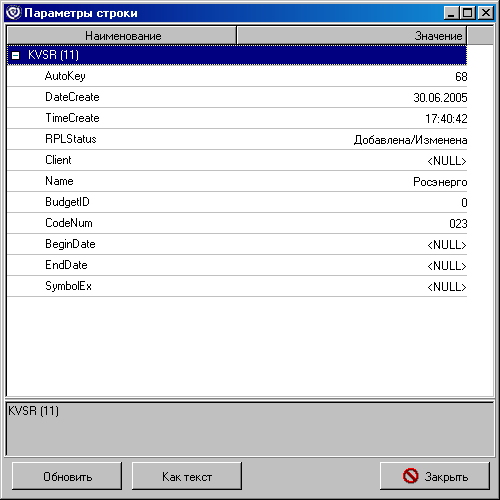 Параметры строки
Наименование Значение
KVSR (11)
AutoKey 68
DateCreate 30.06.2005
TimeCreate 17:40:42
RPLStatus Добавлена/Изменена
Client <NULL>
Name Росэнерго
BudgetID 0
CodeNum 023
BeginDate <NULL>
EndDate <NULL>
SymbolEx <NULL>
KVSR (11)
Обновить Как текст Закрыть